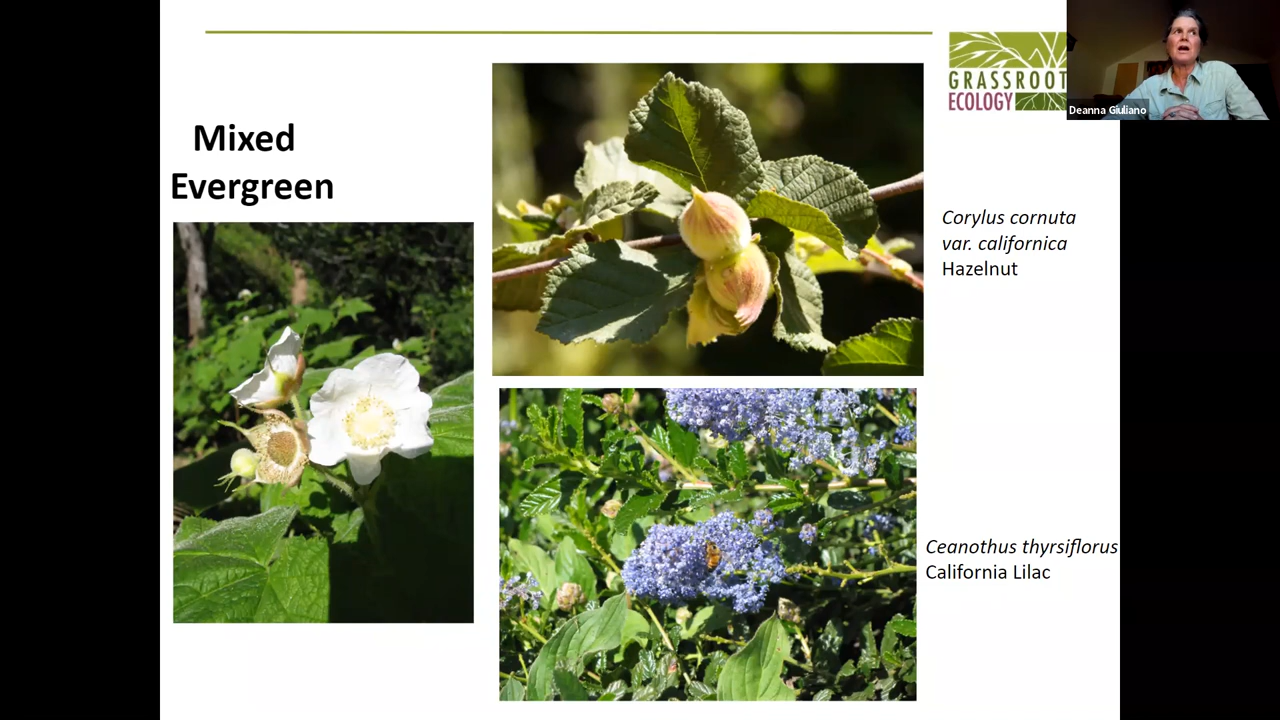 Mixed
Evergreen
GRASSROOT
ECOLOGY
Deanna Giuliano
Corylus cornuta
var. californica
Hazelnut
Ceanothus thyrsiflorus
California Lilac